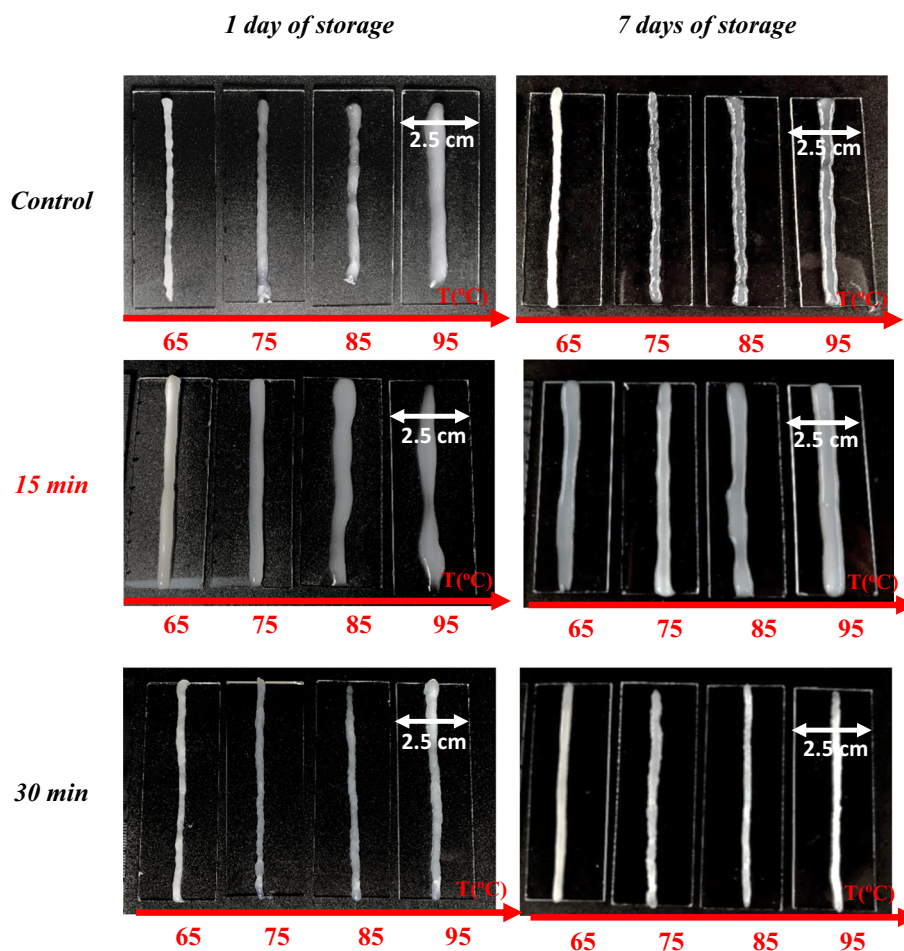 1 day of storage
7 days of storage
Control
2.5 cm
T(ºC)
65 75 85 95
2.5 cm
T(ºC)
65 75 85 95
15 min
2.5 cm
T(ºC)
65 75 85 95
2.5 cm
T(ºC)
65 75 85 95
30 min
2.5 cm
T(ºC)
65 75 85 95
2.5 cm
T(ºC)
65 75 85 95